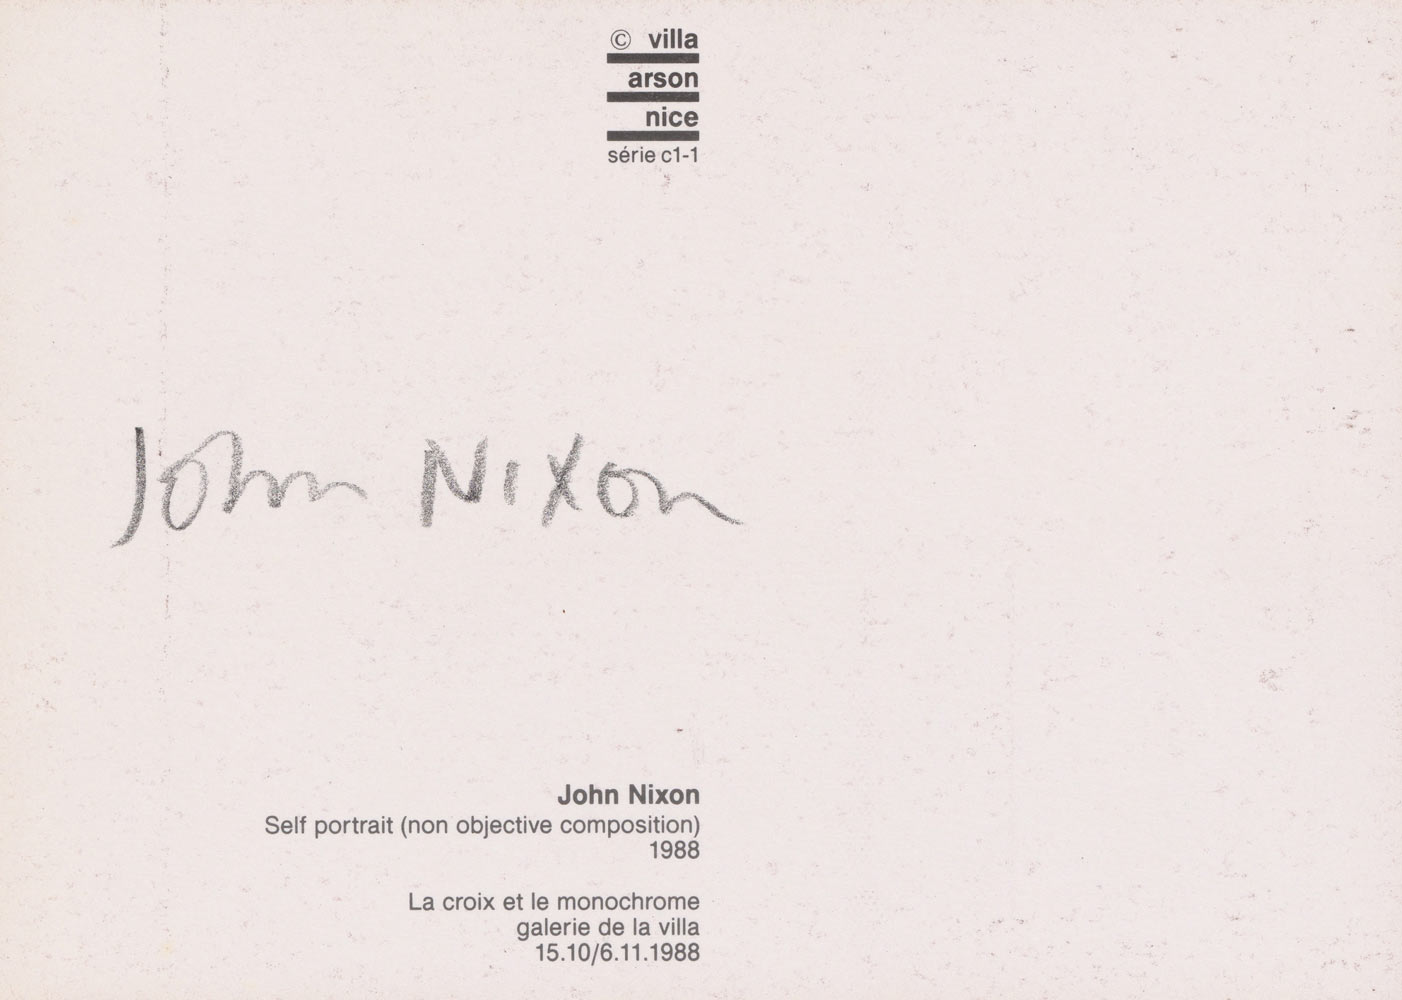 © villa
arson
nice
série c1-1
John Nixon
John Nixon
Self portrait (non objective composition)
1988
La croix et le monochrome
galerie de la villa
15.10/6.11.1988